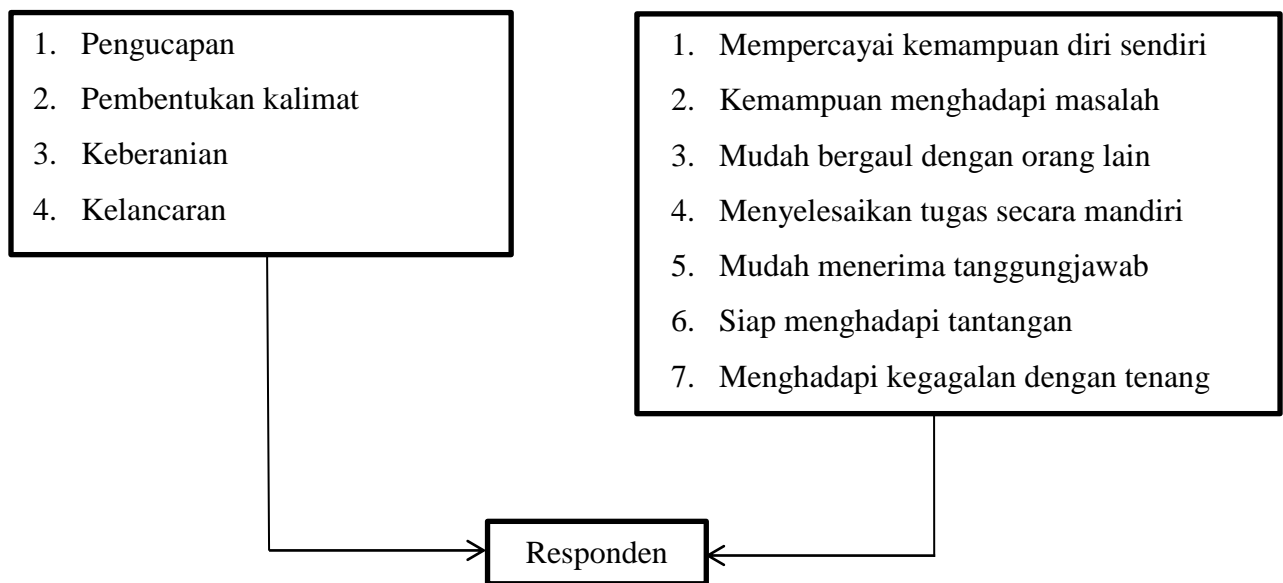 1. Pengucapan
2. Pembentukan kalimat
3. Keberanian
4. Kelancaran
1. Mempercayai kemampuan diri sendiri
2. Kemampuan menghadapi masalah
3. Mudah bergaul dengan orang lain
4. Menyelesaikan tugas secara mandiri
5. Mudah menerima tanggungjawab
6. Siap menghadapi tantangan
7. Menghadapi kegagalan dengan tenang
Responden